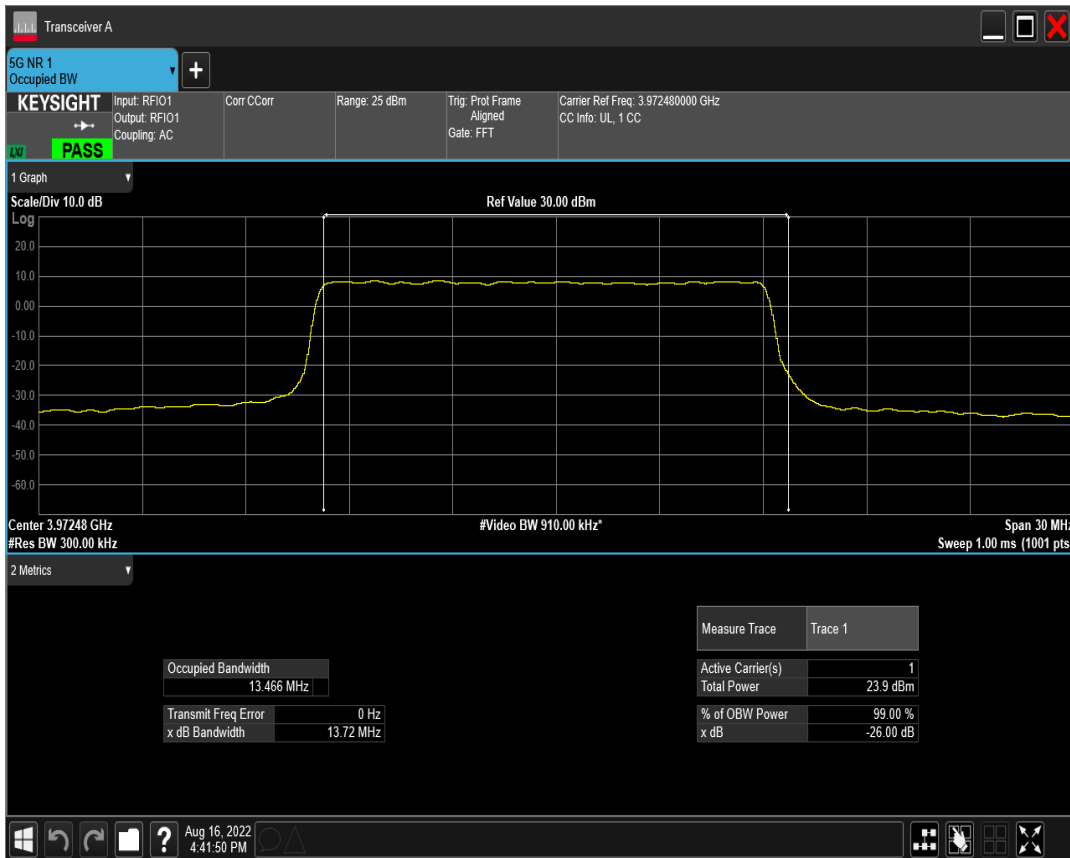 Transceiver A
5G NR 1
Occupied BW
KEYSIGHT
LXI
PASS
Input: RFIO1
Output: RFIO1
Coupling: AC
Corr CCorr
Range: 25 dBm
Trig: Prot Frame
Aligned
Gate: FFT
Carrier Ref Freq: 3.972480000 GHz
CC Info: UL, 1 CC
1 Graph
Scale/Div 10.0 dB
Ref Value 30.00 dBm
Log
20.0
10.0
0.00
-10.0
-20.0
-30.0
-40.0
-50.0
-60.0
Center 3.97248 GHz
#Video BW 910.00 kHz*
Span 30 MHz
#Res BW 300.00 kHz
Sweep 1.00 ms (1001 pts
2 Metrics
Measure Trace Trace 1
Occupied Bandwidth
13.466 MHz
Active Carrier(s) 1
Total Power 23.9 dBm
Transmit Freq Error 0 Hz
x dB Bandwidth 13.72 MHz
% of OBW Power 99.00 %
x dB -26.00 dB
?
Aug 16, 2022
4:41:50 PM